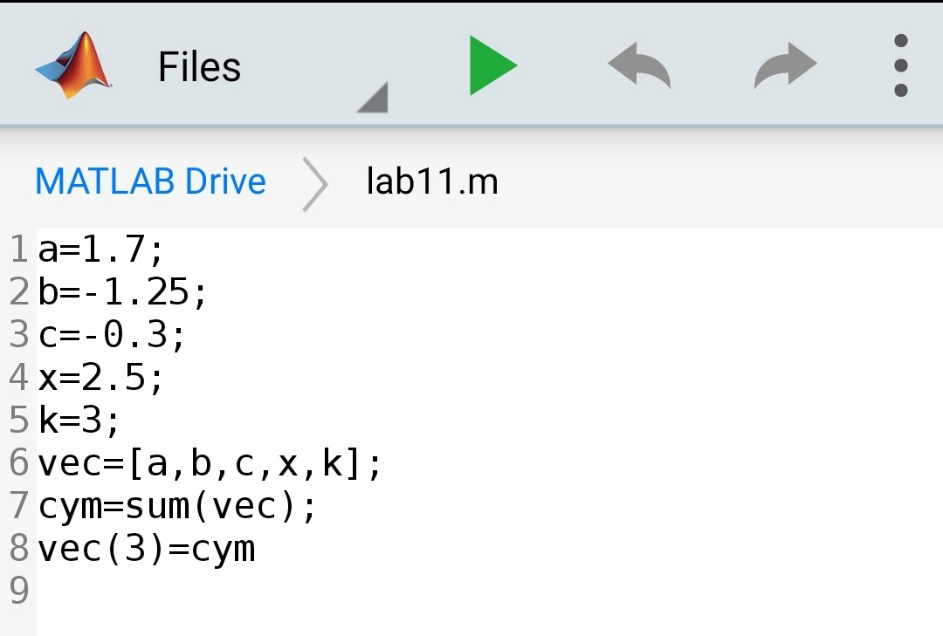 Files
MATLAB Drive lab11.m
1 a=1.7;
2 b=-1.25;
3 c=-0.3;
4 x=2.5;
5 k=3;
6 vec=[a,b,c,x,k];
7 cym=sum(vec);
8 vec(3)=cym
9